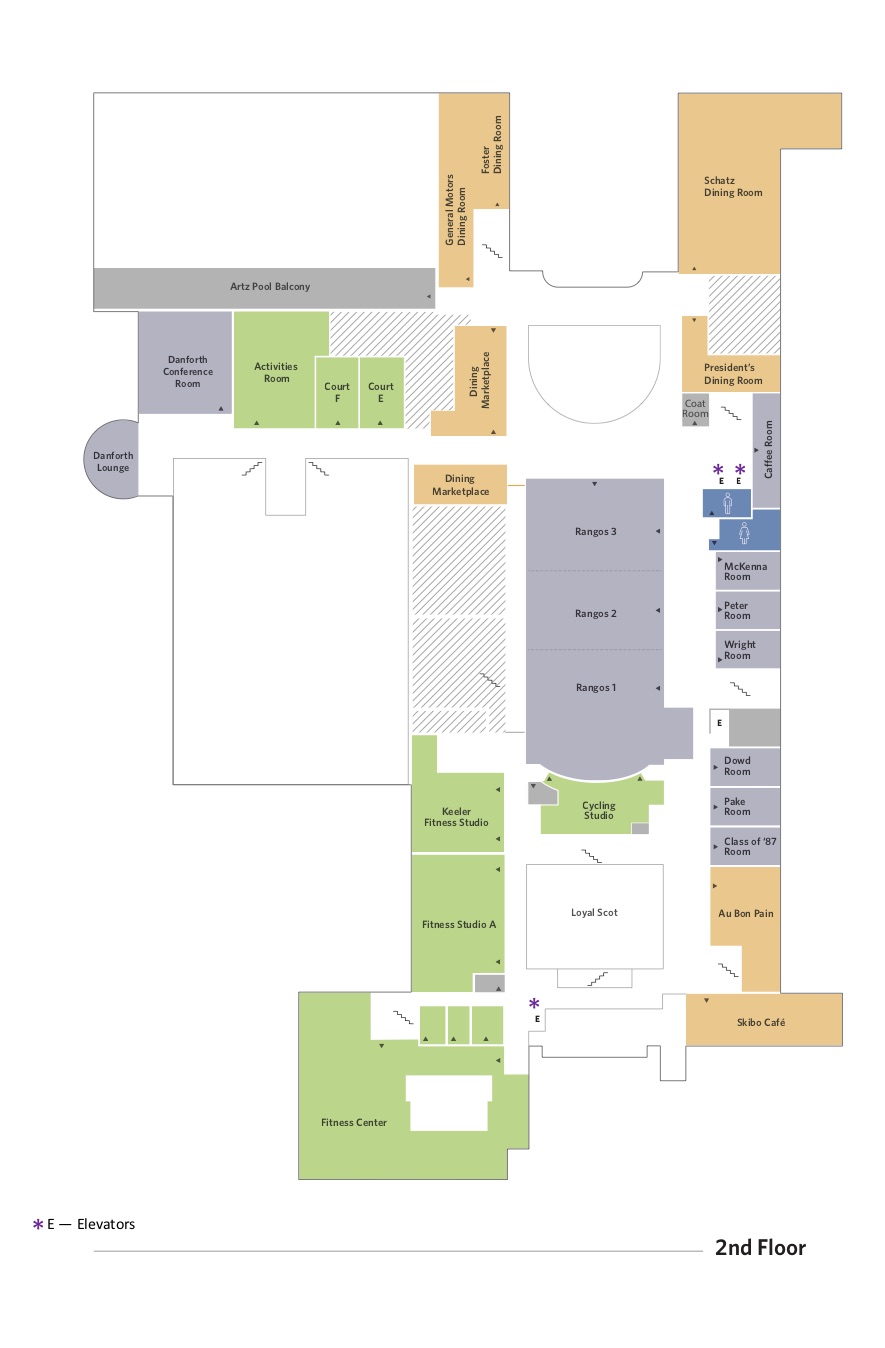 Foster
Dining Room
General Motors
Dining Room
Schatz
Dining Room
Artz Pool Balcony
Danforth
Conference
Room
Activities
Room
Court
F
Court
E
Dining
Marketplace
President's
Dining Room
Coat
Room
Caffee Room
Danforth
Lounge
Dining
Marketplace
* *
E E
Rangos 3
McKenna
Room
Rangos 2
Peter
Room
Wright
Room
Rangos 1
E
Dowd
Room
Keeler
Fitness Studio
Cycling
Studio
Pake
Room
Class of '87
Room
Fitness Studio A
Loyal Scot
Au Bon Pain
*
E
Skibo Café
Fitness Center
* E — Elevators
2nd Floor